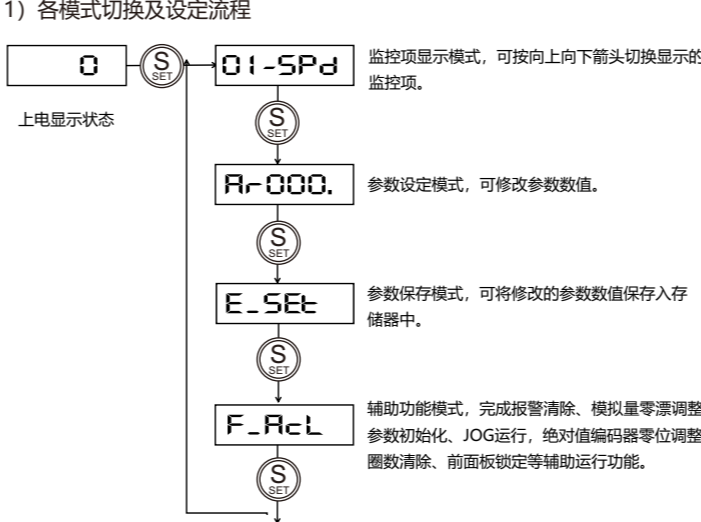 1）各模式切换及设定流程
0
S
SET
01-SPd
监控项显示模式，可按向上向下箭头切换显示的
监控项。
上电显示状态
S
SET
Ar000.
参数设定模式，可修改参数数值。
S
SET
E_SEt
参数保存模式，可将修改的参数数值保存入存
储器中。
S
SET
F_AcL
辅助功能模式，完成报警清除、模拟量零漂调整
参数初始化、JOG运行，绝对值编码器零位调整
圈数清除、前面板锁定等辅助运行功能。
S
SET